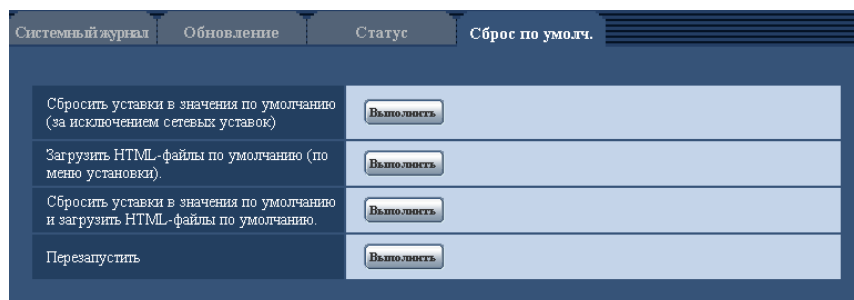 Системный журнал
Обновление
Статус
Сброс по умолч.
Сбросить уставки в значения по умолчанию
(за исключением сетевых уставок)
Выполнить
Загрузить HTML-файлы по умолчанию (по
меню установки).
Выполнить
Сбросить уставки в значения по умолчанию
и загрузить HTML-файлы по умолчанию.
Выполнить
Перезапустить
Выполнить